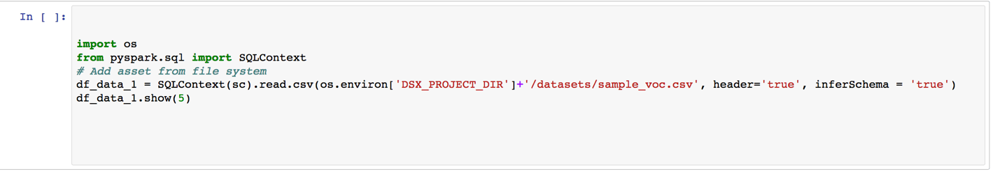 In [ ]:
import os
from pyspark.sql import SQLContext
# Add asset from file system
df_data_1 = SQLContext(sc).read.csv(os.environ['DSX_PROJECT_DIR']+'/datasets/sample_voc.csv', header='true', inferSchema = 'true')
df_data_1.show(5)